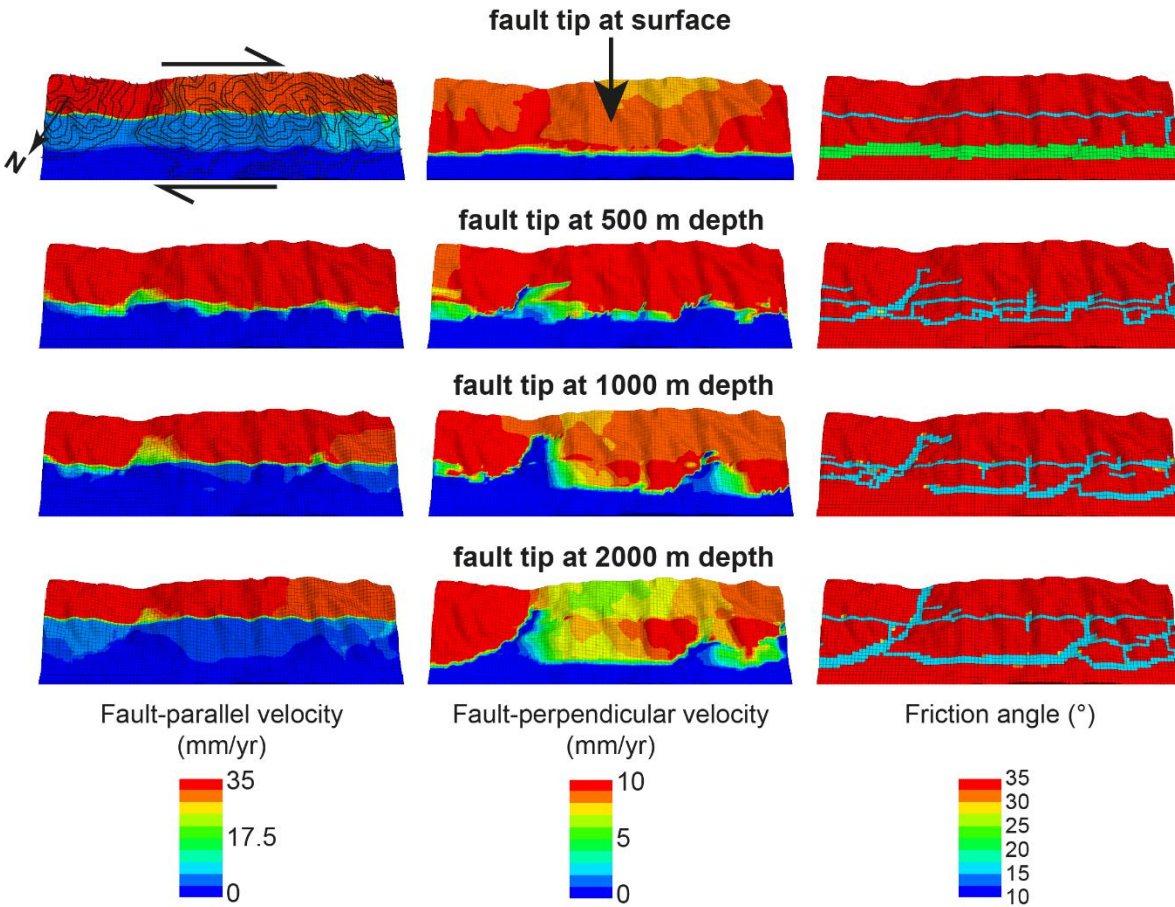 fault tip at surface
N
fault tip at 500 m depth
fault tip at 1000 m depth
fault tip at 2000 m depth
Fault-parallel velocity
(mm/yr)
35
17.5
0
Fault-perpendicular velocity
(mm/yr)
10
5
0
Friction angle (°)
35
30
25
20
15
10